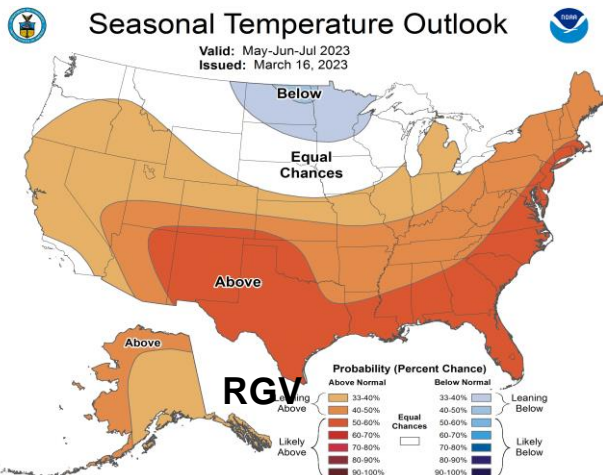 Seasonal Temperature Outlook
NOAA
Valid: May-Jun-Jul 2023
Issued: March 16, 2023
Below
Equal
Chances
Above
Above
RGV
Probability (Percent Chance)
Above Normal
Below Normal
Leaning
Above
33-40%
40-50%
50-60%
60-70%
70-80%
80-90%
90-100%
Likely
Above
Equal
Chances
33-40%
40-50%
50-60%
60-70%
70-80%
80-90%
90-100%
Leaning
Below
Likely
Below